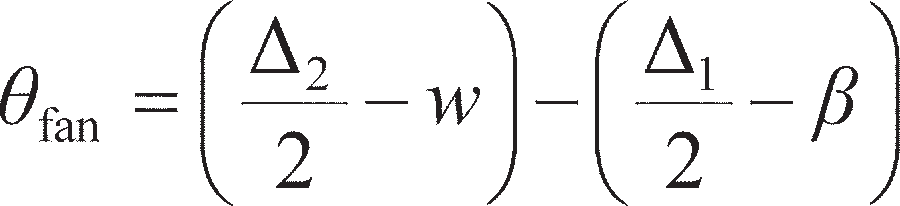 θ_fan = (Δ₂/2 − w) − (Δ₁/2 − β)